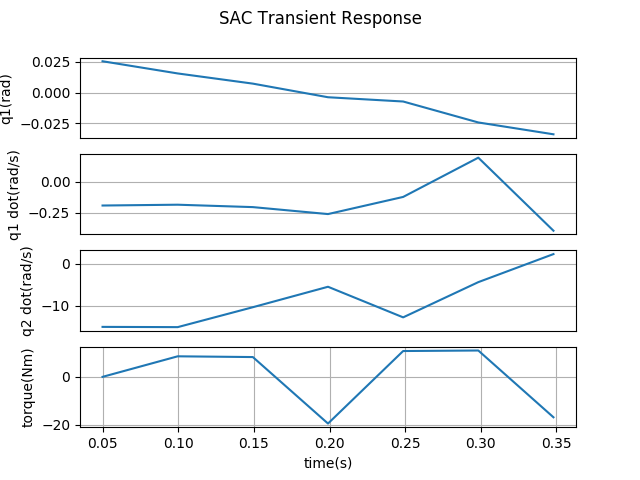 SAC Transient Response
0.025
0.000
−0.025
q1(rad)
0.00
−0.25
q1 dot(rad/s)
0
−10
q2 dot(rad/s)
0
−20
torque(Nm)
0.05 0.10 0.15 0.20 0.25 0.30 0.35
time(s)